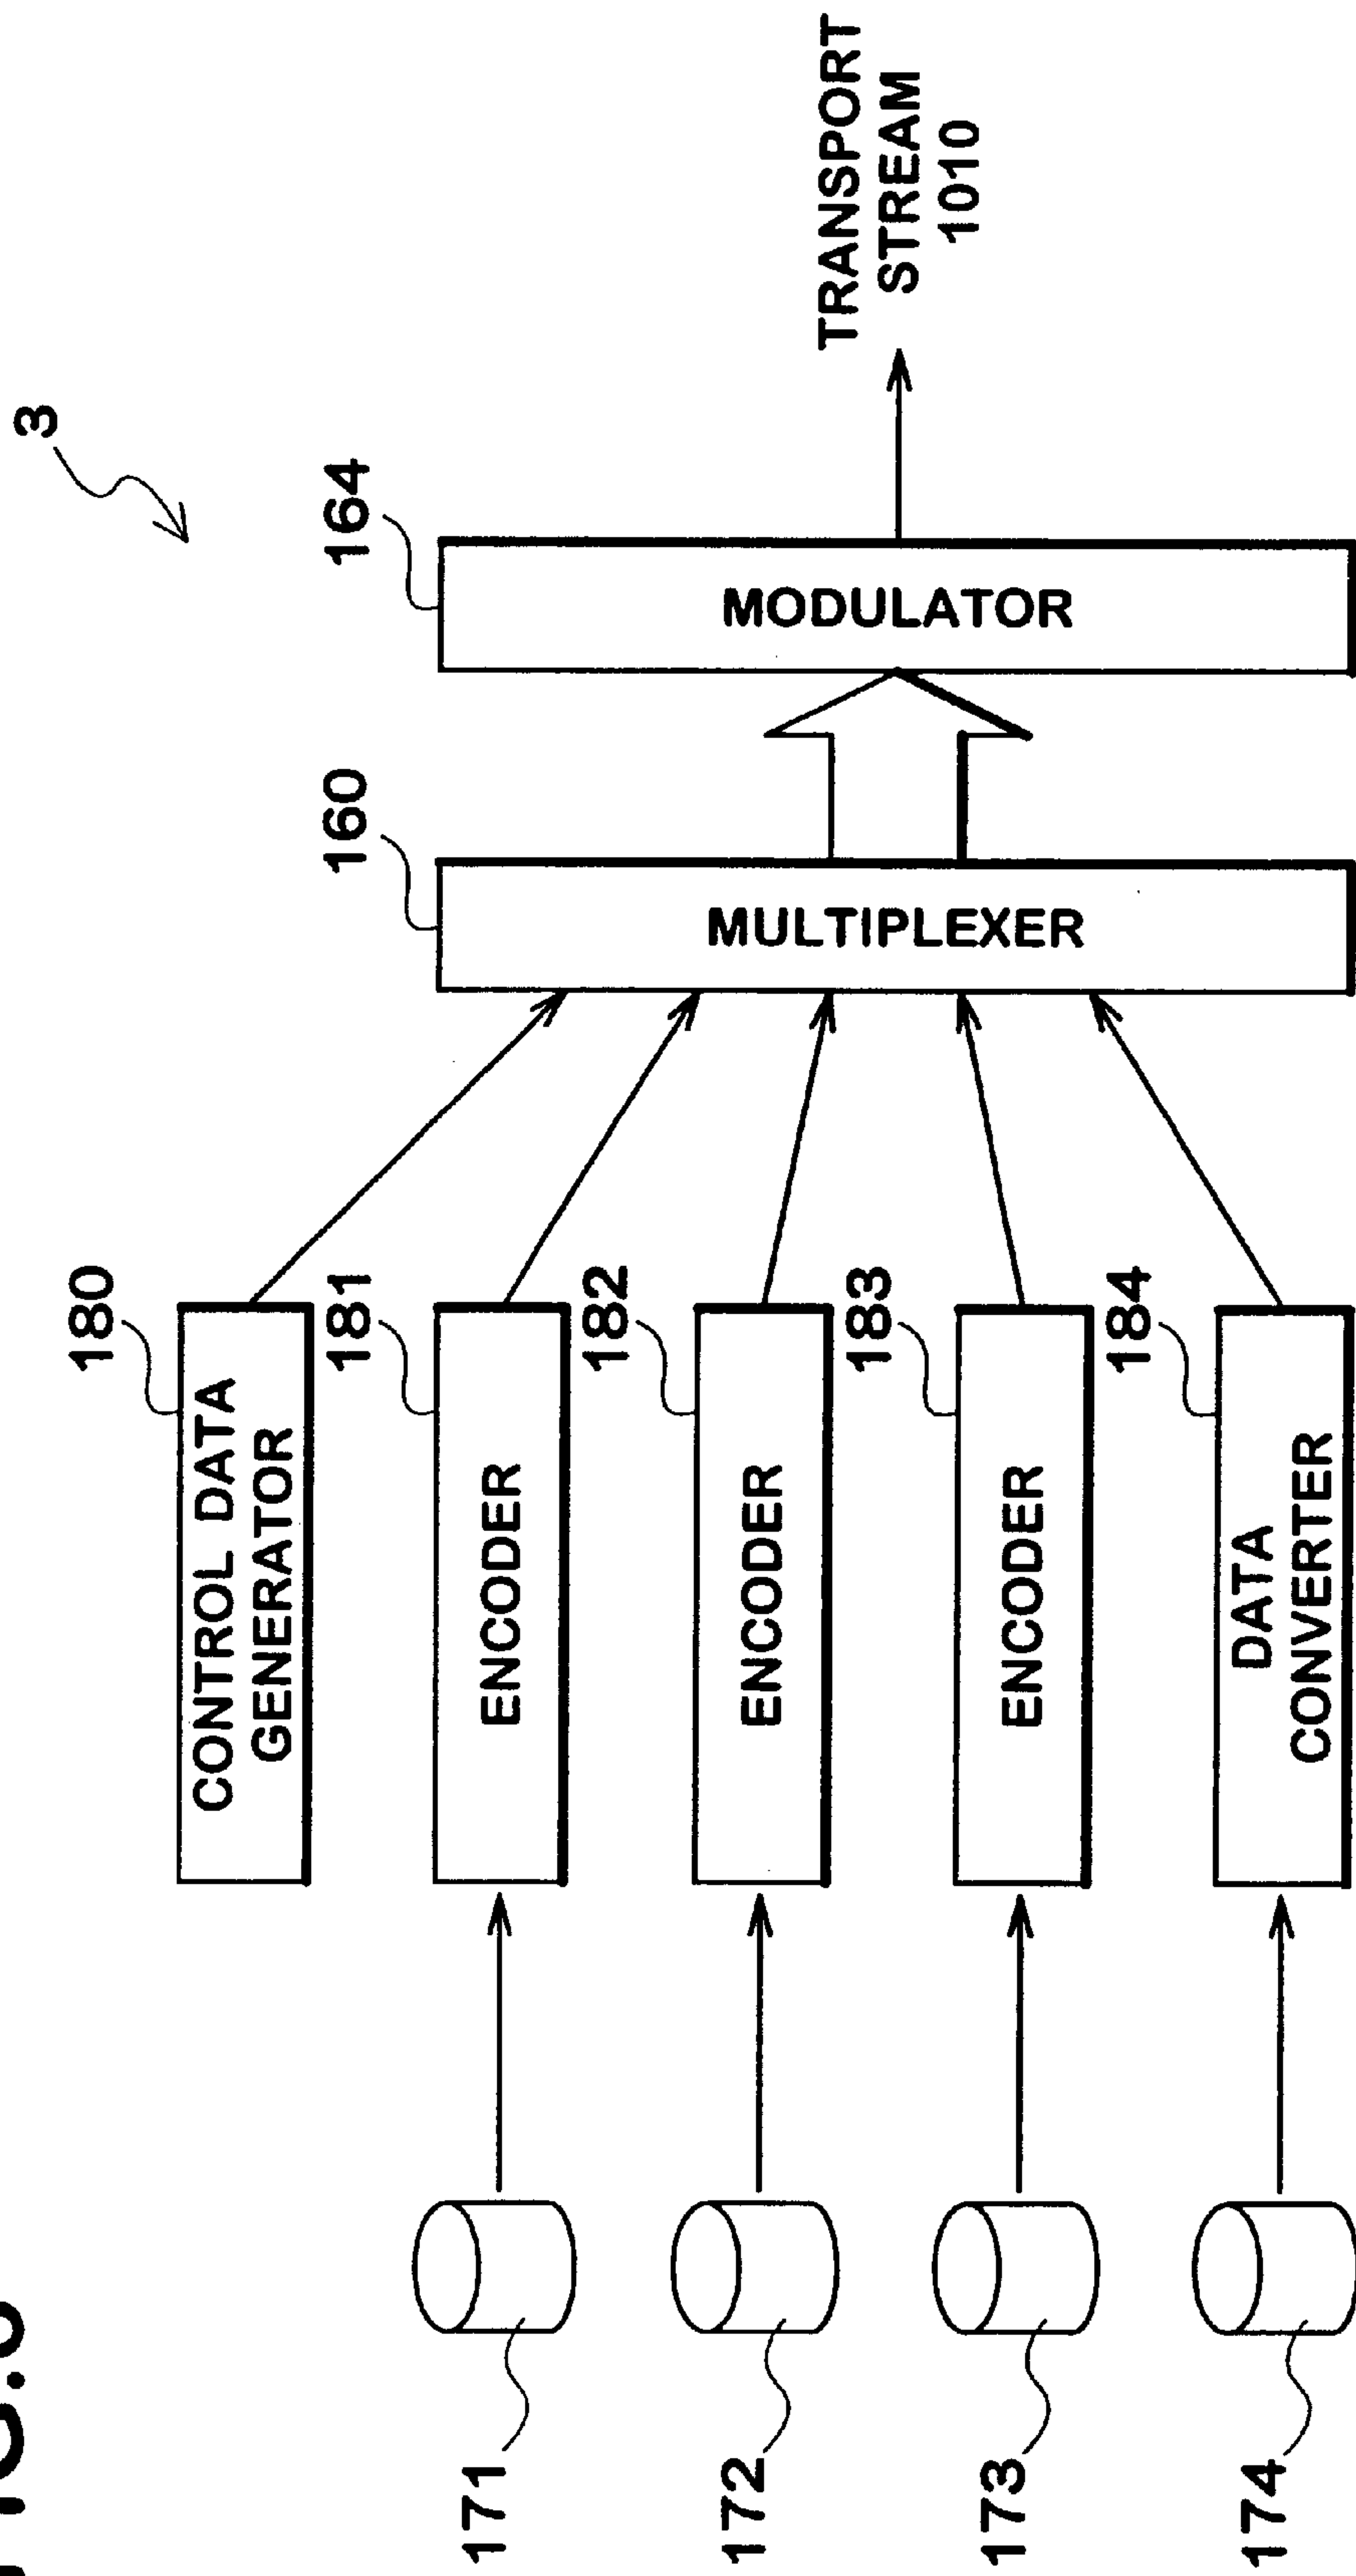 3
180
CONTROL DATA
GENERATOR
181
160
164
171
ENCODER
182
172
ENCODER
MULTIPLEXER
MODULATOR
TRANSPORT
STREAM
1010
183
173
ENCODER
184
174
DATA
CONVERTER